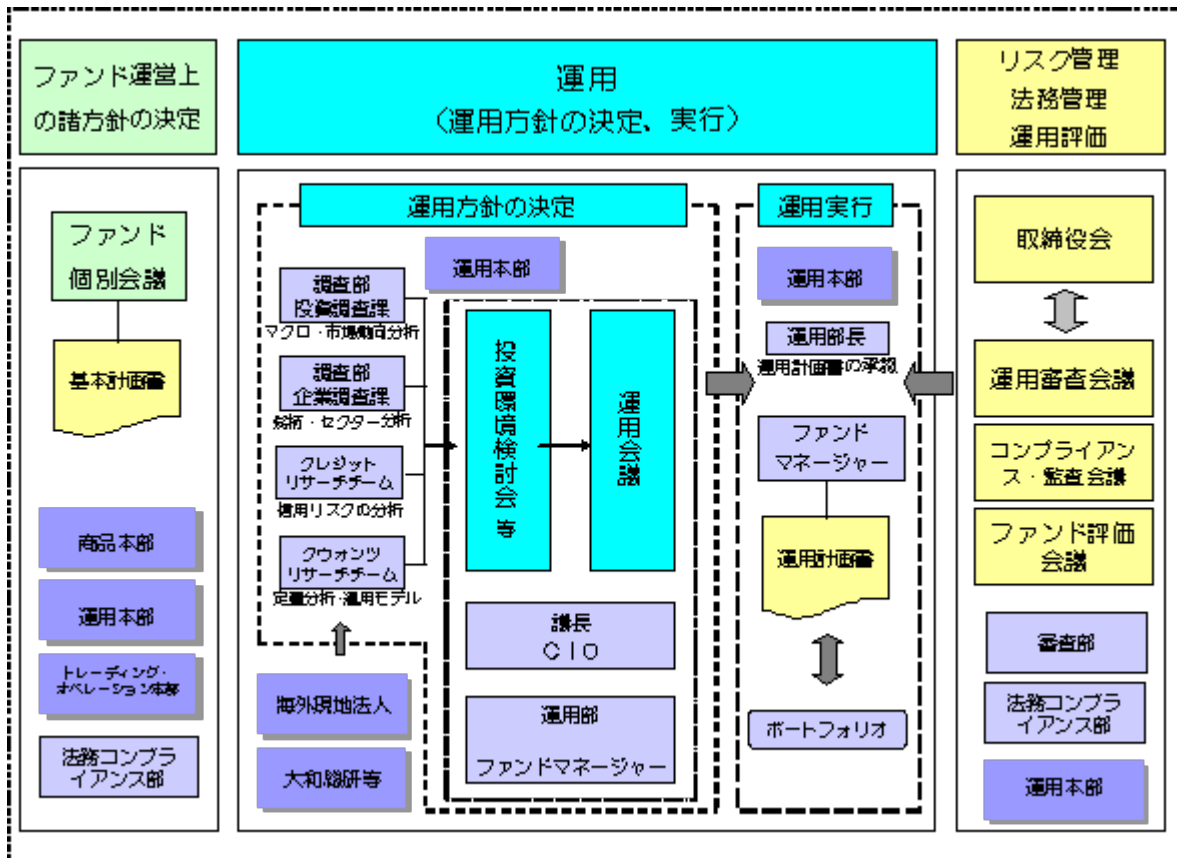 ファンド運営上
の諸方針の決定
運用
（運用方針の決定、実行）
リスク管理
法務管理
運用評価
ファンド
個別会議
基本計画書
商品本部
運用本部
トレーディング・
オペレーション本部
法務コンプラ
イアンス部
運用方針の決定
運用本部
調査部
投資調査課
マクロ・市場動向分析
調査部
企業調査課
銘柄・セクター分析
クレジット
リサーチチーム
信用リスクの分析
クウォンツ
リサーチチーム
定量分析・運用モデル
海外現地法人
大和総研等
投資環境検討会 等
運用会議
議長
CIO
運用部
ファンドマネージャー
運用実行
運用本部
運用部長
運用計画書の承認
ファンド
マネージャー
運用計画書
ポートフォリオ
取締役会
運用審査会議
コンプライアン
ス・監査会議
ファンド評価
会議
審査部
法務コンプラ
イアンス部
運用本部